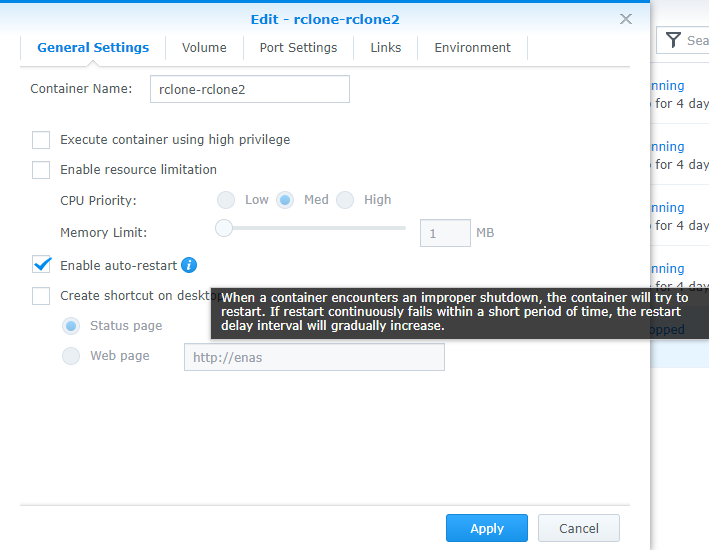 Edit - rclone-rclone2
General Settings Volume Port Settings Links Environment
Container Name: rclone-rclone2
Execute container using high privilege
Enable resource limitation
CPU Priority: Low Med High
Memory Limit: 1 MB
Enable auto-restart
Create shortcut on desktop
When a container encounters an improper shutdown, the container will try to
restart. If restart continuously fails within a short period of time, the restart
delay interval will gradually increase.
Status page
Web page http://enas
Apply Cancel
Sea
nning
for 4 day
nning
for 4 day
nning
for 4 day
nning
for 4 day
opped